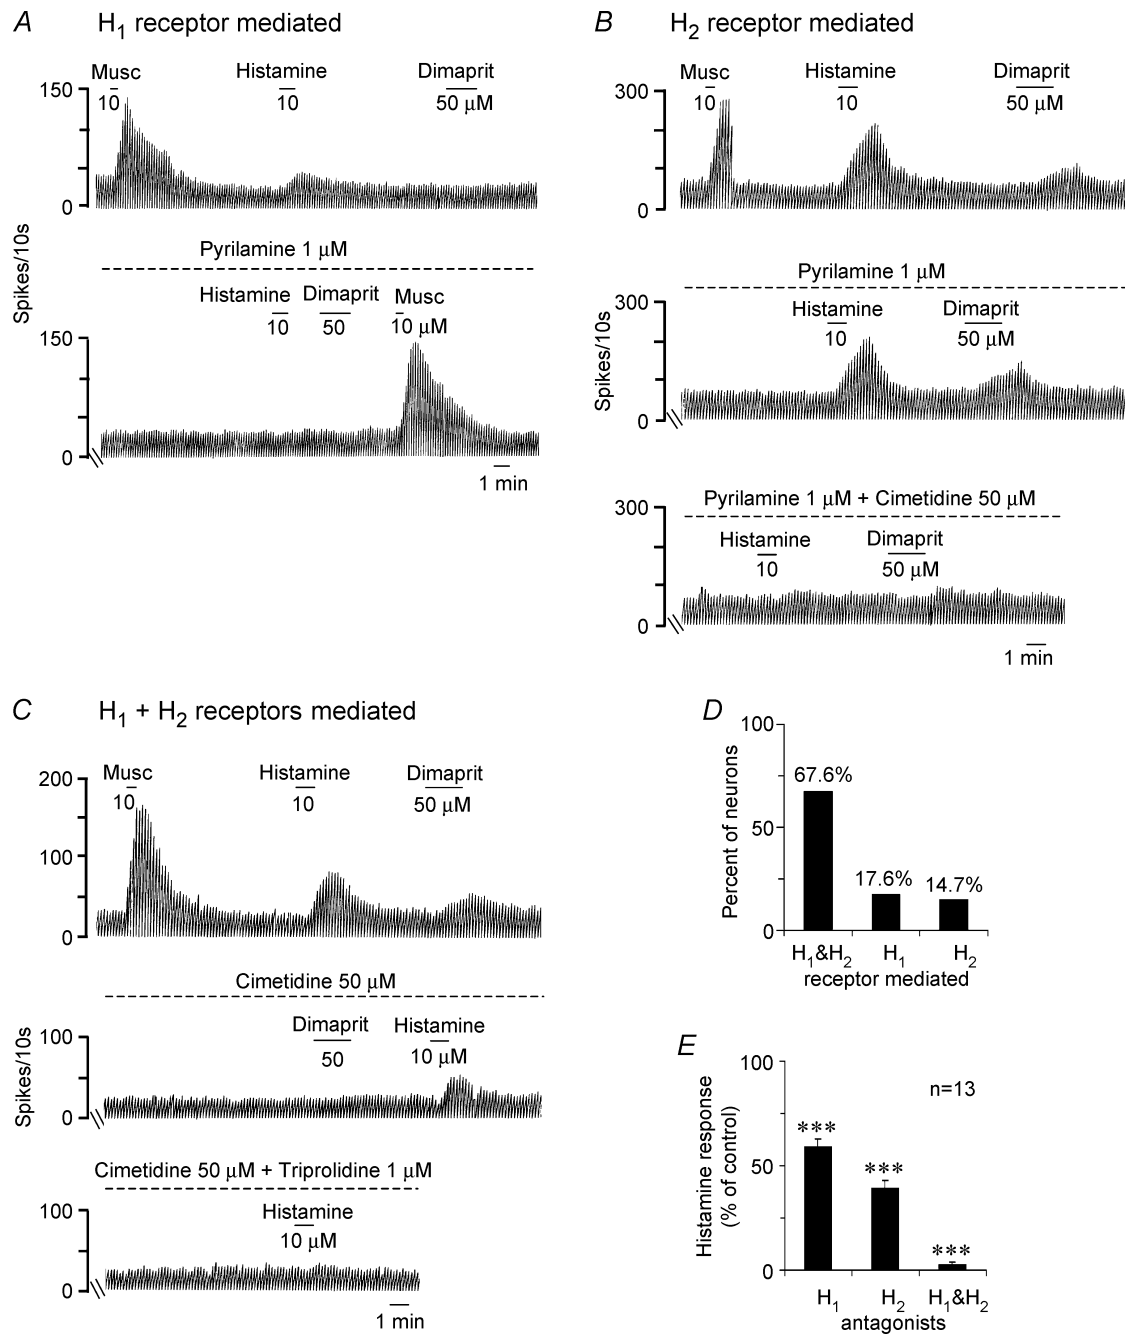 A H1 receptor mediated
Musc Histamine Dimaprit
10 10 50 μM
150
0
Pyrilamine 1 μM
Histamine Dimaprit Musc
10 50 10 μM
150
0
Spikes/10s
1 min
B H2 receptor mediated
Musc Histamine Dimaprit
10 10 50 μM
300
0
Pyrilamine 1 μM
Histamine Dimaprit
10 50 μM
300
0
Spikes/10s
Pyrilamine 1 μM + Cimetidine 50 μM
Histamine Dimaprit
10 50 μM
300
0
1 min
C H1 + H2 receptors mediated
Musc Histamine Dimaprit
10 10 50 μM
200
100
0
Cimetidine 50 μM
Dimaprit Histamine
50 10 μM
100
0
Spikes/10s
Cimetidine 50 μM + Triprolidine 1 μM
Histamine
10 μM
100
0
1 min
D
Percent of neurons
100
50
0
67.6%
17.6%
14.7%
H1&H2 H1 H2
receptor mediated
E
Histamine response
(% of control)
100
50
0
n=13
***
***
***
H1 H2 H1&H2
antagonists